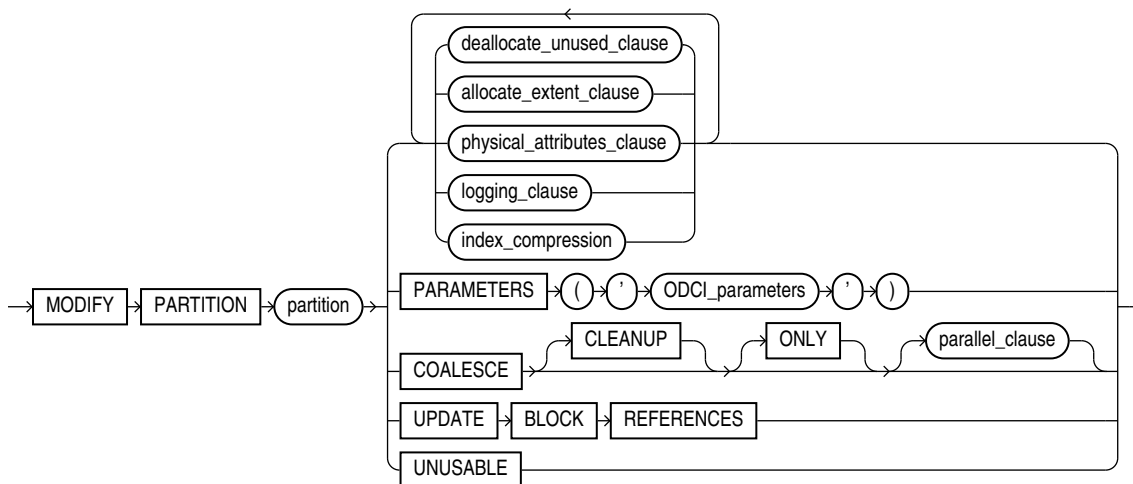 deallocate_unused_clause
allocate_extent_clause
physical_attributes_clause
logging_clause
index_compression
MODIFY PARTITION partition
PARAMETERS ( ' ODCI_parameters ' )
CLEANUP ONLY parallel_clause
COALESCE
UPDATE BLOCK REFERENCES
UNUSABLE